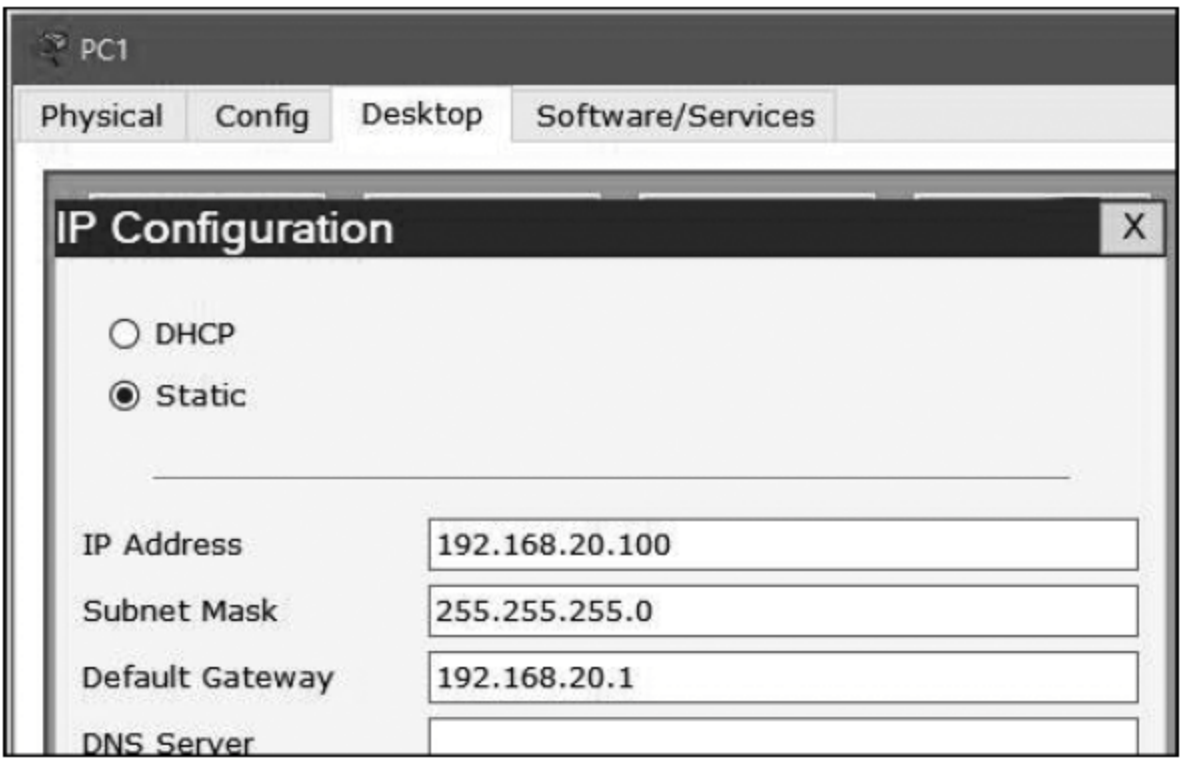 PC1
Physical Config Desktop Software/Services
IP Configuration X
DHCP
Static
IP Address 192.168.20.100
Subnet Mask 255.255.255.0
Default Gateway 192.168.20.1
DNS Server